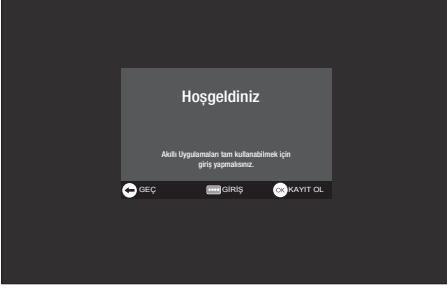 Hoşgeldiniz
Akıllı Uygulamaları tam kullanabilmek için
giriş yapmalısınız.
GEÇ GİRİŞ OK KAYIT OL